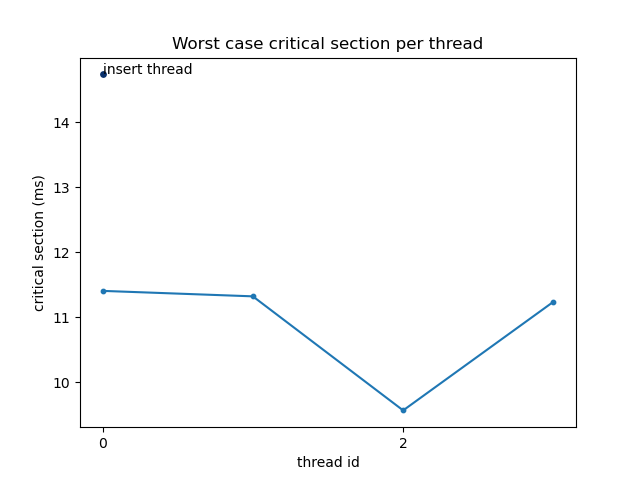 Worst case critical section per thread
insert thread
14
13
12
11
10
critical section (ms)
0
2
thread id